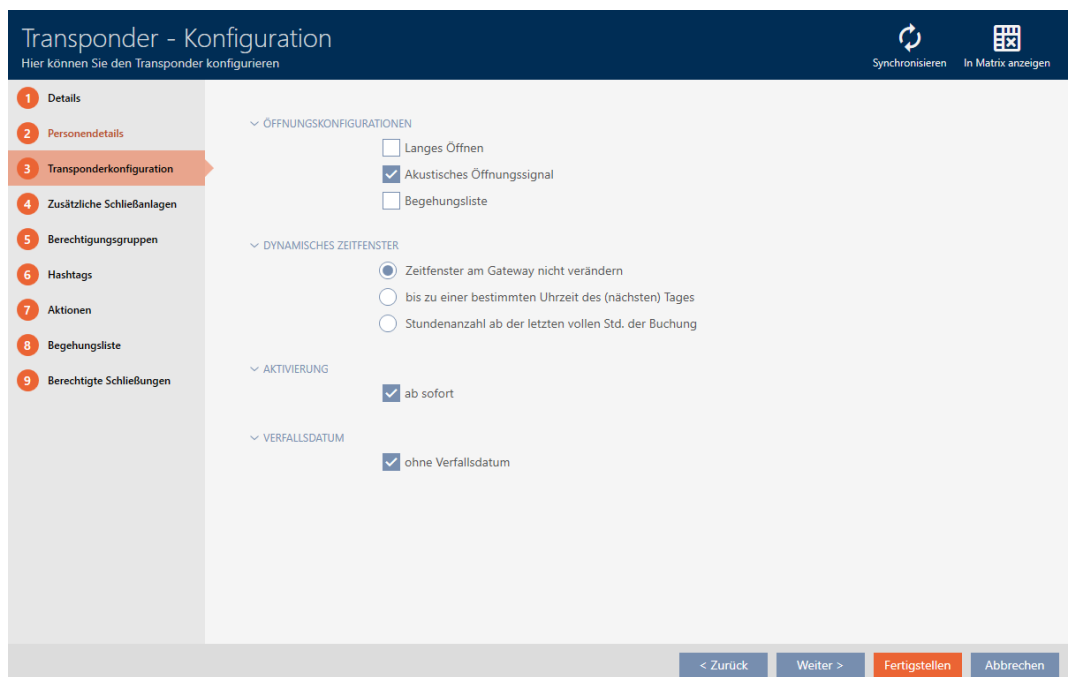 Transponder - Konfiguration
Hier können Sie den Transponder konfigurieren
Synchronisieren
In Matrix anzeigen
1 Details
2 Personendetails
3 Transponderkonfiguration
4 Zusätzliche Schließanlagen
5 Berechtigungsgruppen
6 Hashtags
7 Aktionen
8 Begehungsliste
9 Berechtigte Schließungen
ÖFFNUNGSKONFIGURATIONEN
Langes Öffnen
Akustisches Öffnungssignal
Begehungsliste
DYNAMISCHES ZEITFENSTER
Zeitfenster am Gateway nicht verändern
bis zu einer bestimmten Uhrzeit des (nächsten) Tages
Stundenanzahl ab der letzten vollen Std. der Buchung
AKTIVIERUNG
ab sofort
VERFALLSDATUM
ohne Verfallsdatum
< Zurück
Weiter >
Fertigstellen
Abbrechen